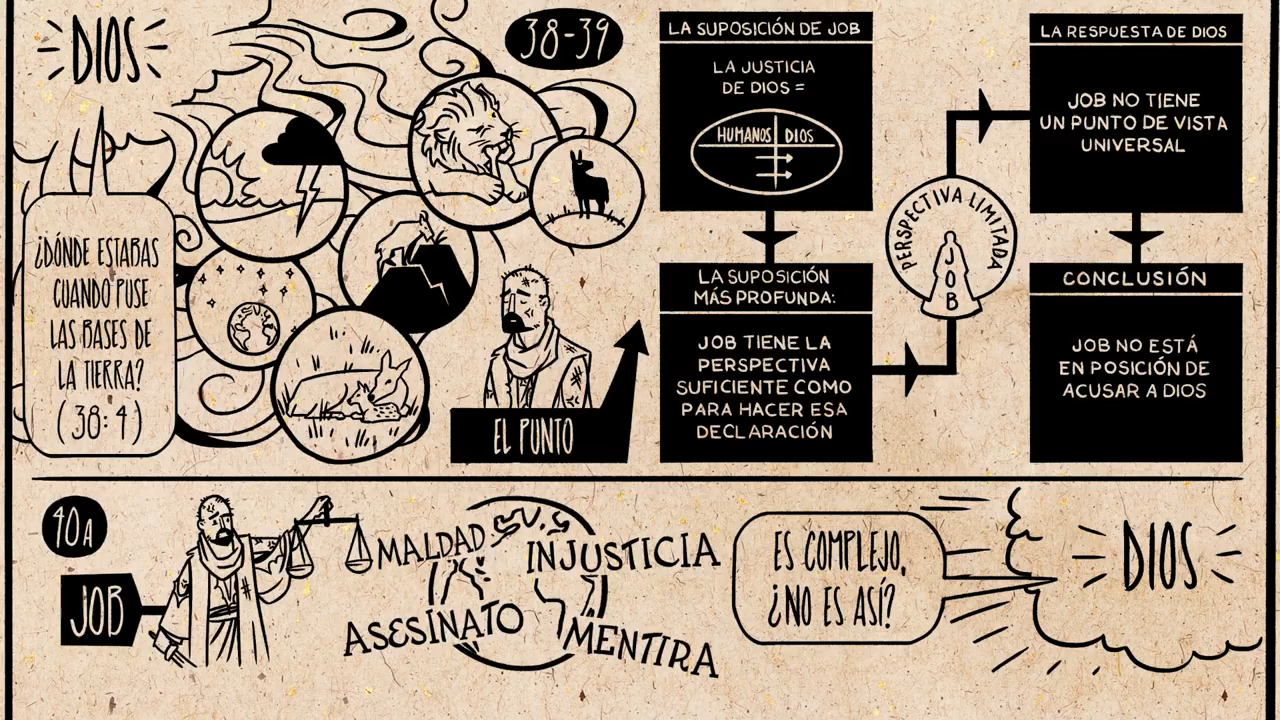 DIOS
38-39
¿DÓNDE ESTABAS
CUANDO PUSE
LAS BASES DE
LA TIERRA?
(38:4)
EL PUNTO
LA SUPOSICIÓN DE JOB
LA JUSTICIA
DE DIOS =
HUMANOS DIOS
LA SUPOSICIÓN
MÁS PROFUNDA:
JOB TIENE LA
PERSPECTIVA
SUFICIENTE COMO
PARA HACER ESA
DECLARACIÓN
PERSPECTIVA LIMITADA
JOB
LA RESPUESTA DE DIOS
JOB NO TIENE
UN PUNTO DE VISTA
UNIVERSAL
CONCLUSIÓN
JOB NO ESTÁ
EN POSICIÓN DE
ACUSAR A DIOS
40A
JOB
MALDAD
INJUSTICIA
ASESINATO
MENTIRA
ES COMPLEJO,
¿NO ES ASÍ?
DIOS